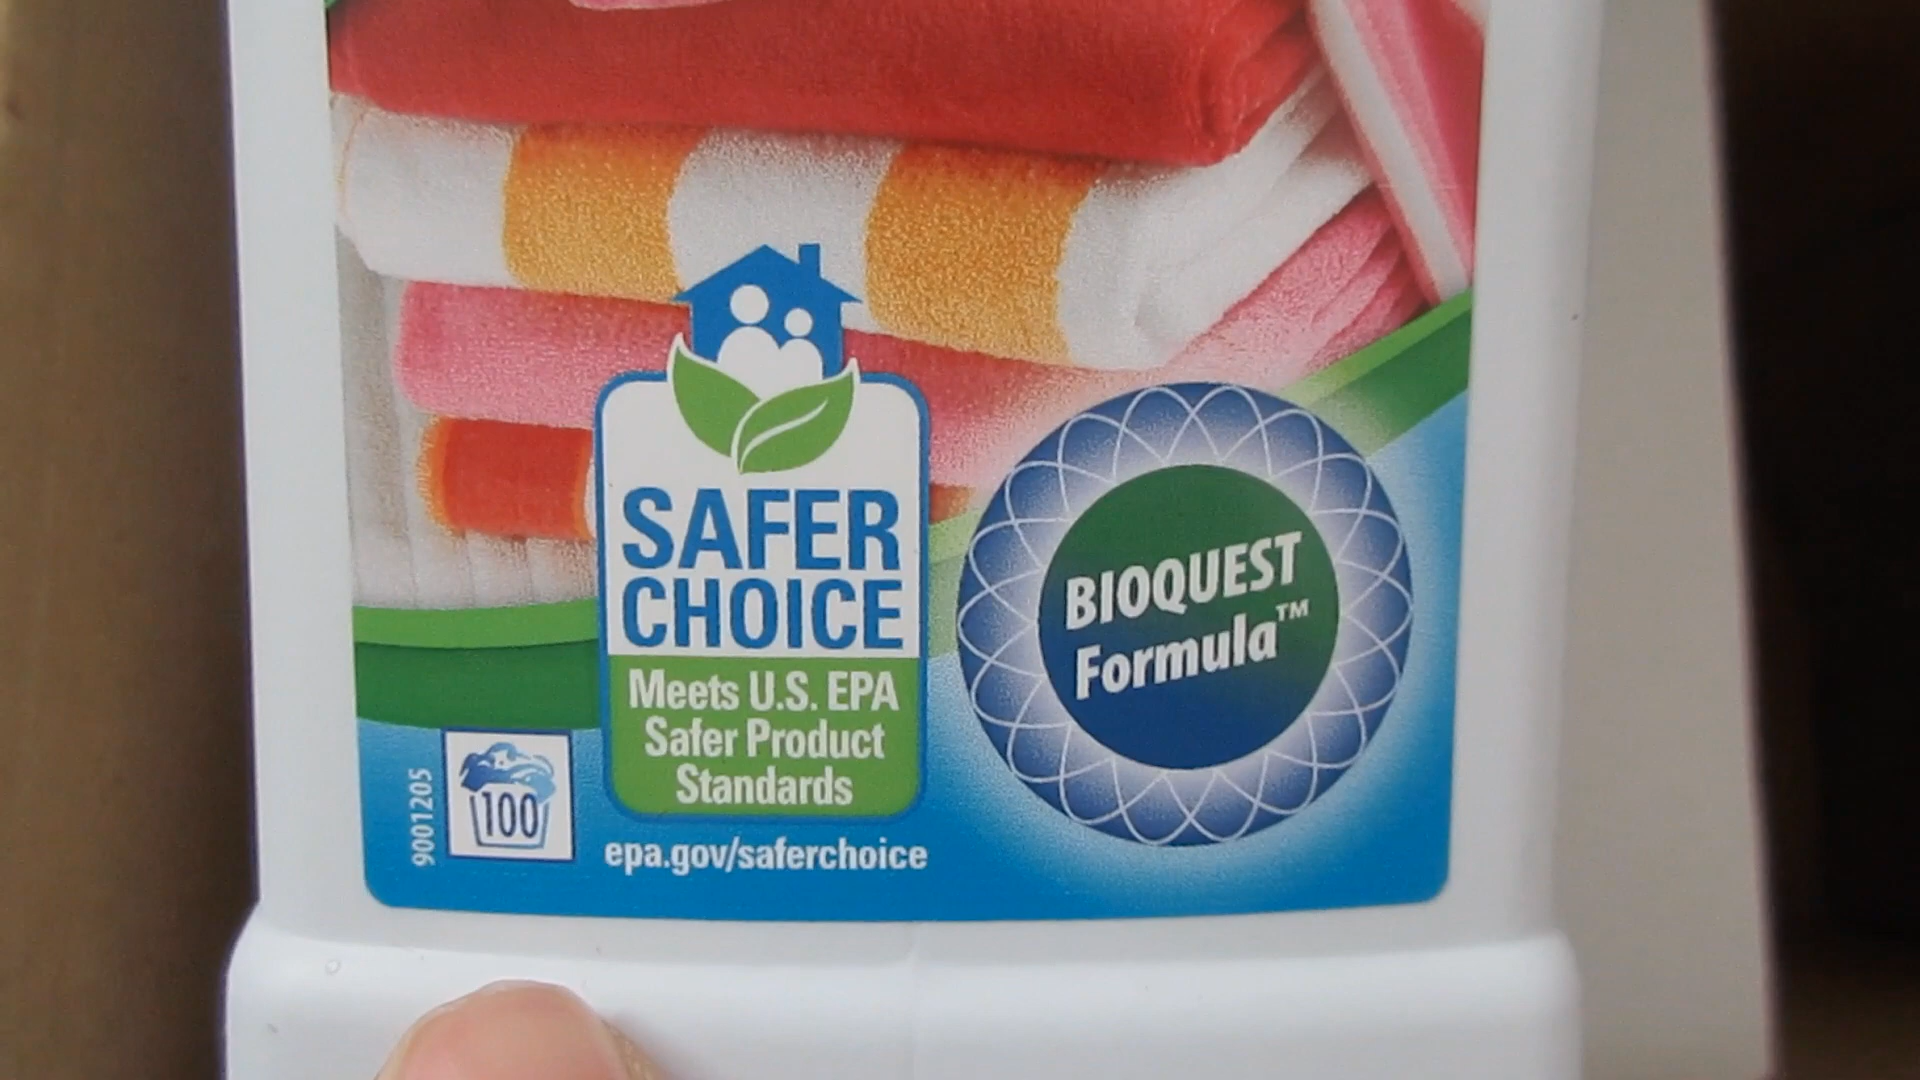 SAFER
CHOICE
Meets U.S. EPA
Safer Product
Standards
epa.gov/saferchoice
BIOQUEST
Formula™
9001205
100